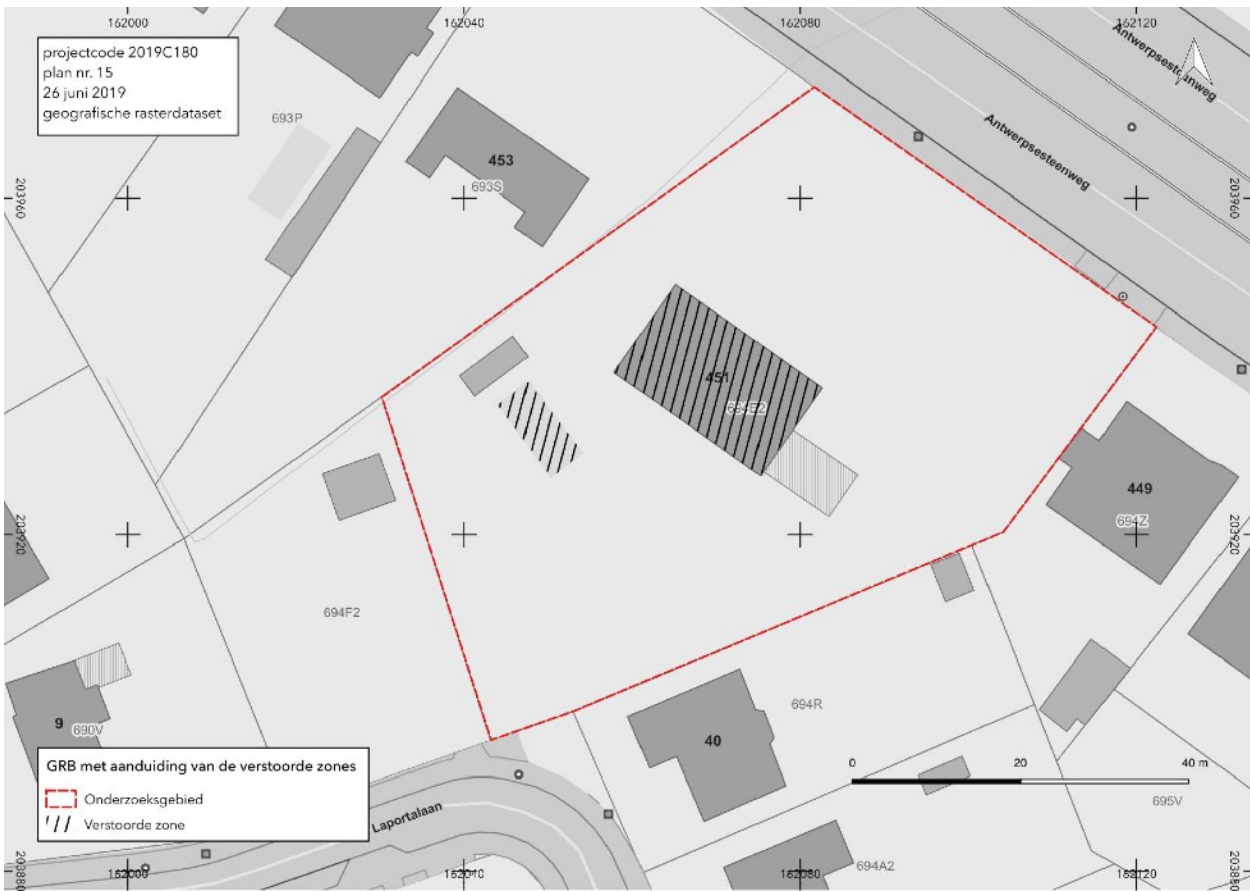 162000
162040
162080
162120
projectcode 2019C180
plan nr. 15
26 juni 2019
geografische rasterdataset
Antwerpsesteenweg
Antwerpsesteenweg
693P
453
693S
203960
203960
451
694E2
449
694Z
203920
203920
694F2
9
690V
694R
40
GRB met aanduiding van de verstoorde zones
Onderzoeksgebied
Verstoorde zone
0
20
40 m
695V
Laportalaan
694A2
203880
203880
162000
162040
162080
162120